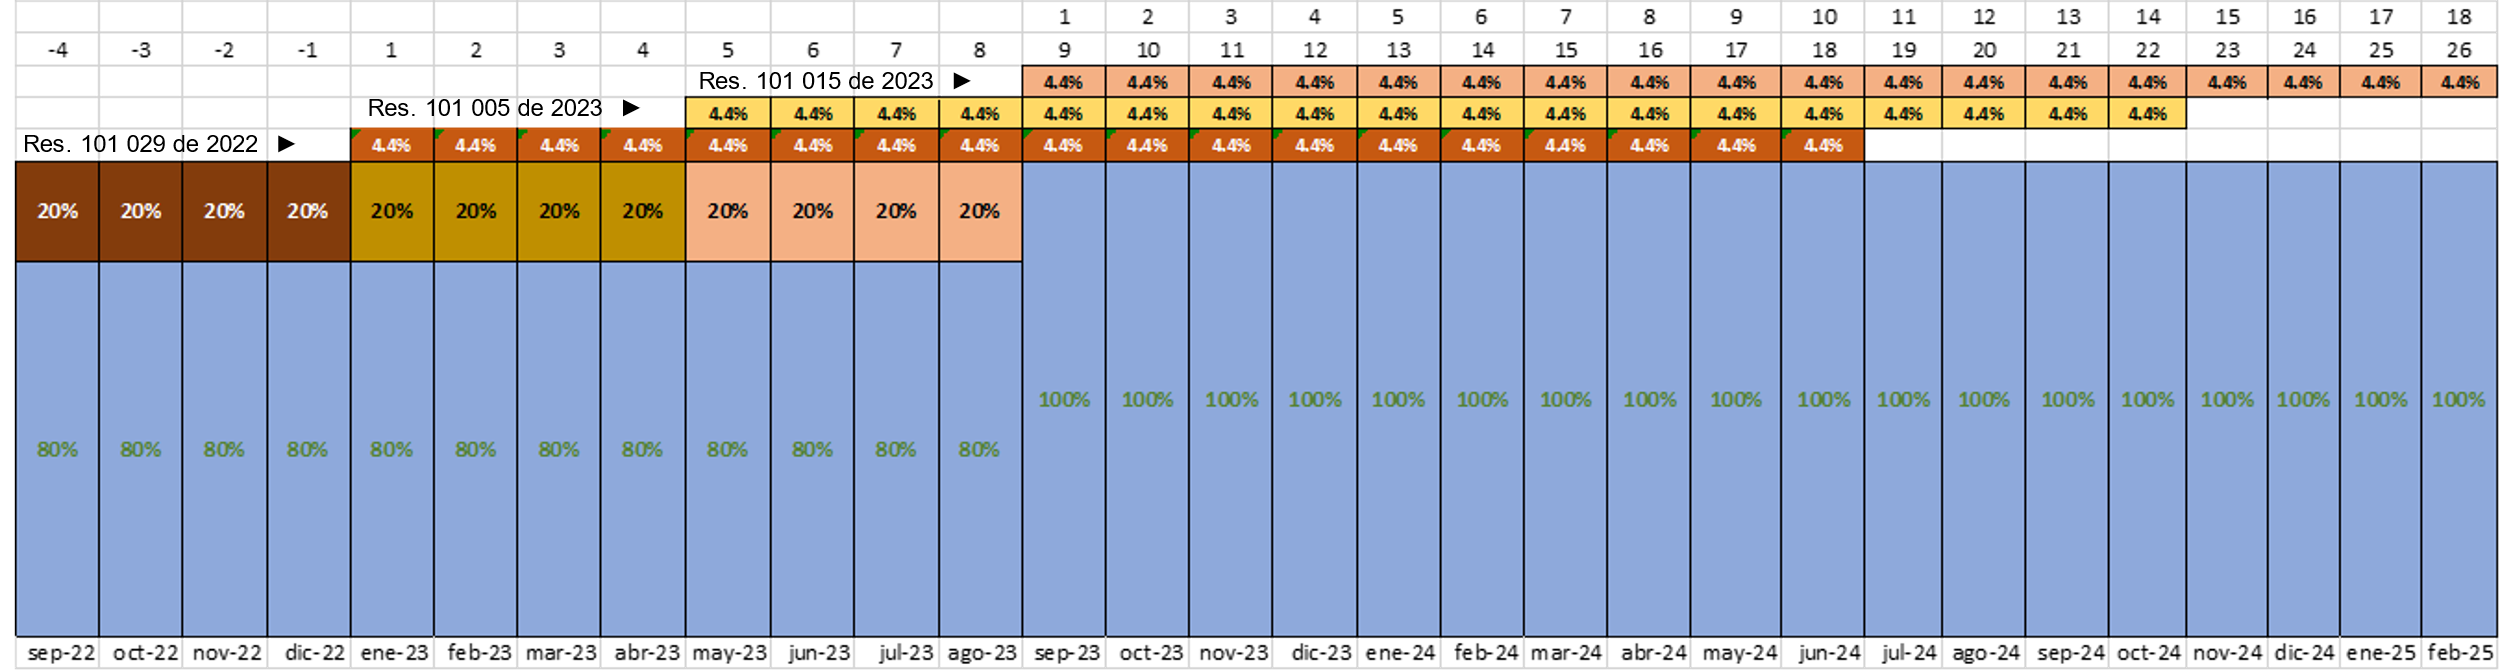 1 2 3 4 5 6 7 8 9 10 11 12 13 14 15 16 17 18
-4 -3 -2 -1 1 2 3 4 5 6 7 8 9 10 11 12 13 14 15 16 17 18 19 20 21 22 23 24 25 26
Res. 101 015 de 2023 ► 4.4% 4.4% 4.4% 4.4% 4.4% 4.4% 4.4% 4.4% 4.4% 4.4% 4.4% 4.4% 4.4% 4.4% 4.4% 4.4% 4.4% 4.4%
Res. 101 005 de 2023 ► 4.4% 4.4% 4.4% 4.4% 4.4% 4.4% 4.4% 4.4% 4.4% 4.4% 4.4% 4.4% 4.4% 4.4% 4.4% 4.4% 4.4% 4.4%
Res. 101 029 de 2022 ► 4.4% 4.4% 4.4% 4.4% 4.4% 4.4% 4.4% 4.4% 4.4% 4.4% 4.4% 4.4% 4.4% 4.4% 4.4% 4.4% 4.4% 4.4%
20% 20% 20% 20% 20% 20% 20% 20% 20% 20% 20% 20%
100% 100% 100% 100% 100% 100% 100% 100% 100% 100% 100% 100% 100% 100% 100% 100% 100% 100%
80% 80% 80% 80% 80% 80% 80% 80% 80% 80% 80% 80%
sep-22 oct-22 nov-22 dic-22 ene-23 feb-23 mar-23 abr-23 may-23 jun-23 jul-23 ago-23 sep-23 oct-23 nov-23 dic-23 ene-24 feb-24 mar-24 abr-24 may-24 jun-24 jul-24 ago-24 sep-24 oct-24 nov-24 dic-24 ene-25 feb-25